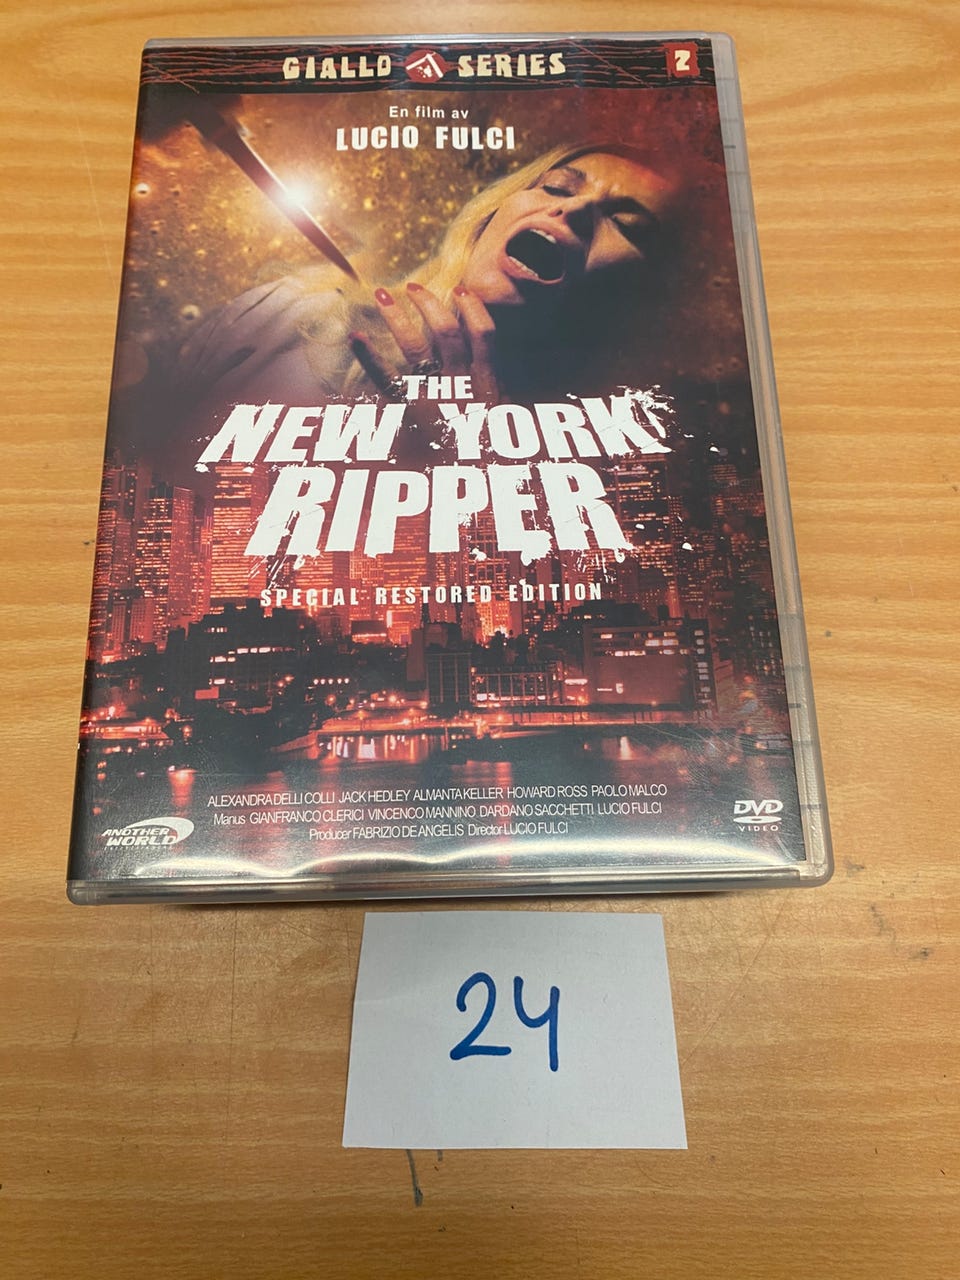 GIALLO SERIES 2
En film av
LUCIO FULCI
THE
NEW YORK
RIPPER
SPECIAL RESTORED EDITION
ALEXANDRA DELLI COLLI JACK HEDLEY ALMANTA KELLER HOWARD ROSS PAOLO MALCO
Manus GIANFRANCO CLERICI VINCENCO MANNINO DARDANO SACCHETTI LUCIO FULCI
Producer FABRIZIO DE ANGELIS Director LUCIO FULCI
ANOTHER
WORLD
ENTERTAINMENT
DVD
VIDEO
24